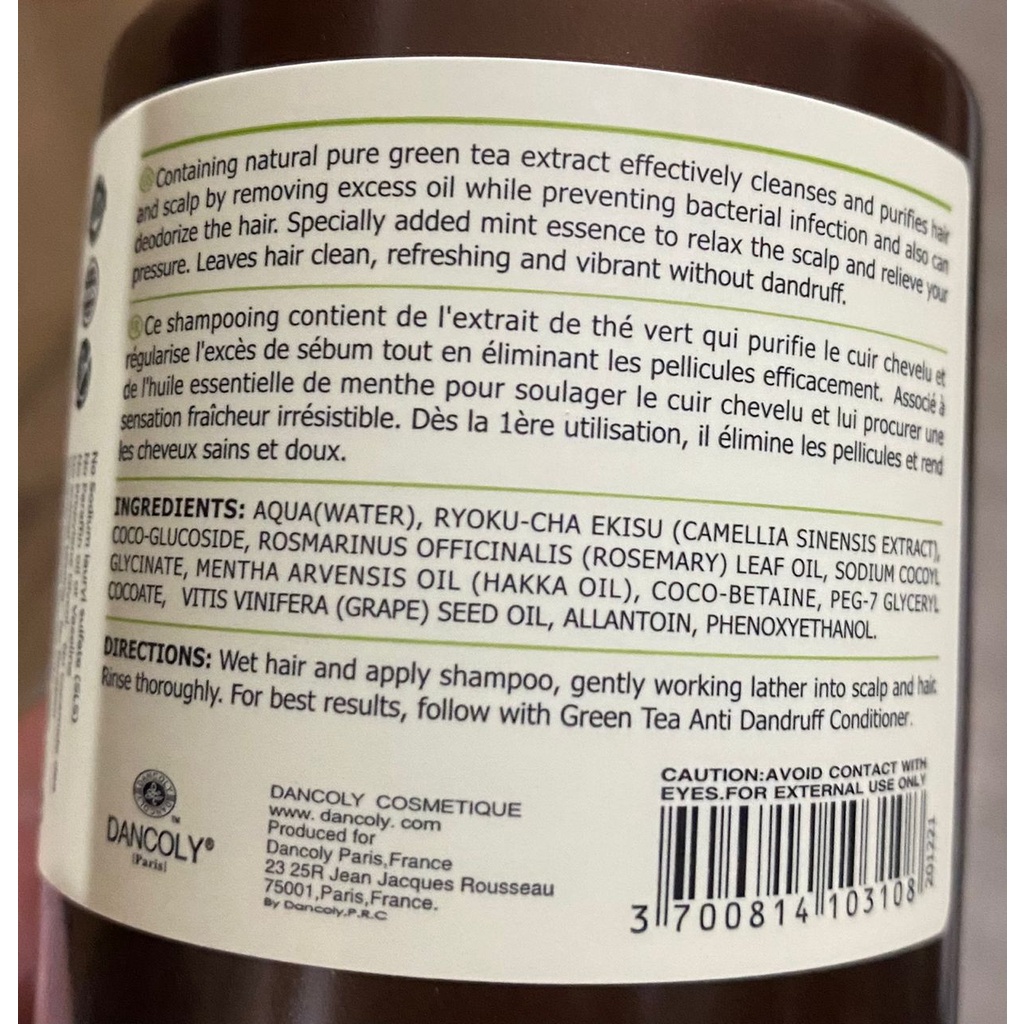 Containing natural pure green tea extract effectively cleanses and purifies hair
and scalp by removing excess oil while preventing bacterial infection and also can
deodorize the hair. Specially added mint essence to relax the scalp and relieve your
pressure. Leaves hair clean, refreshing and vibrant without dandruff.
Ce shampooing contient de l'extrait de thé vert qui purifie le cuir chevelu et
régularise l'excès de sébum tout en éliminant les pellicules efficacement. Associé à
de l'huile essentielle de menthe pour soulager le cuir chevelu et lui procurer une
sensation fraîcheur irrésistible. Dès la 1ère utilisation, il élimine les pellicules et rend
les cheveux sains et doux.
INGREDIENTS: AQUA(WATER), RYOKU-CHA EKISU (CAMELLIA SINENSIS EXTRACT),
COCO-GLUCOSIDE, ROSMARINUS OFFICINALIS (ROSEMARY) LEAF OIL, SODIUM COCOYL
GLYCINATE, MENTHA ARVENSIS OIL (HAKKA OIL), COCO-BETAINE, PEG-7 GLYCERYL
COCOATE, VITIS VINIFERA (GRAPE) SEED OIL, ALLANTOIN, PHENOXYETHANOL.
DIRECTIONS: Wet hair and apply shampoo, gently working lather into scalp and hair.
Rinse thoroughly. For best results, follow with Green Tea Anti Dandruff Conditioner.
DANCOLY®
(Paris)
DANCOLY COSMETIQUE
www. dancoly. com
Produced for
Dancoly Paris,France
23 25R Jean Jacques Rousseau
75001,Paris,France.
By Dancoly,P.R.C
CAUTION:AVOID CONTACT WITH
EYES.FOR EXTERNAL USE ONLY
3 700814 103108
201221
No Sodium lauryl sulfate (SLS)
No Paraffin oil or Vaseline